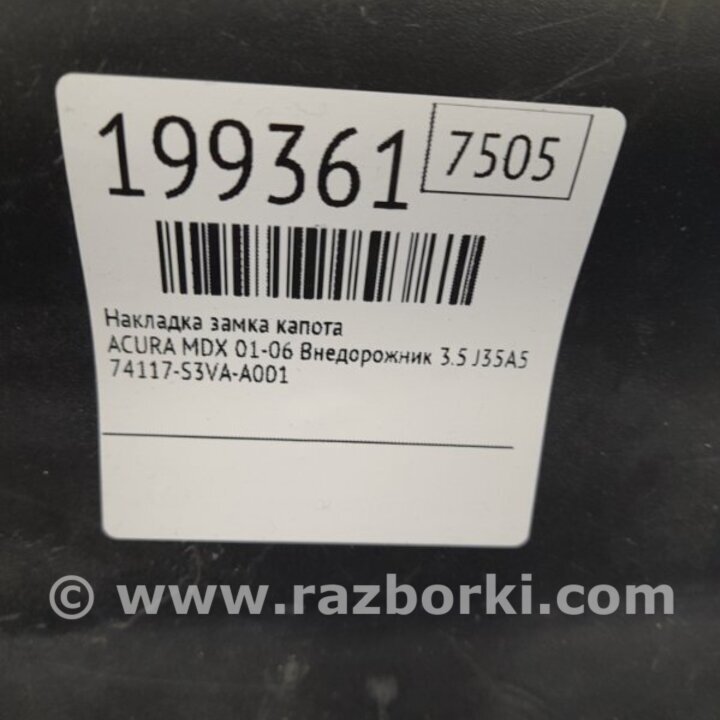 199361
7505
Накладка замка капота
ACURA MDX 01-06 Внедорожник 3.5 J35A5
74117-S3VA-A001
© www.razborki.com